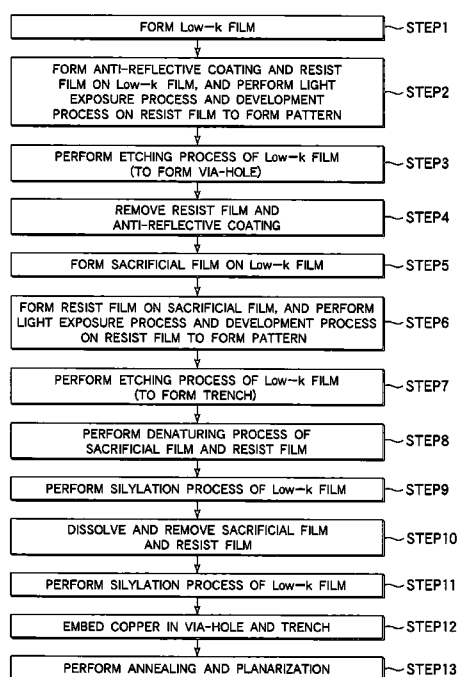 FORM Low-k FILM
STEP1
FORM ANTI-REFLECTIVE COATING AND RESIST
FILM ON Low-k FILM, AND PERFORM LIGHT
EXPOSURE PROCESS AND DEVELOPMENT
PROCESS ON RESIST FILM TO FORM PATTERN
STEP2
PERFORM ETCHING PROCESS OF Low-k FILM
(TO FORM VIA-HOLE)
STEP3
REMOVE RESIST FILM AND
ANTI-REFLECTIVE COATING
STEP4
FORM SACRIFICIAL FILM ON Low-k FILM
STEP5
FORM RESIST FILM ON SACRIFICIAL FILM, AND PERFORM
LIGHT EXPOSURE PROCESS AND DEVELOPMENT PROCESS
ON RESIST FILM TO FORM PATTERN
STEP6
PERFORM ETCHING PROCESS OF Low-k FILM
(TO FORM TRENCH)
STEP7
PERFORM DENATURING PROCESS OF
SACRIFICIAL FILM AND RESIST FILM
STEP8
PERFORM SILYLATION PROCESS OF Low-k FILM
STEP9
DISSOLVE AND REMOVE SACRIFICIAL FILM
AND RESIST FILM
STEP10
PERFORM SILYLATION PROCESS OF Low-k FILM
STEP11
EMBED COPPER IN VIA-HOLE AND TRENCH
STEP12
PERFORM ANNEALING AND PLANARIZATION
STEP13